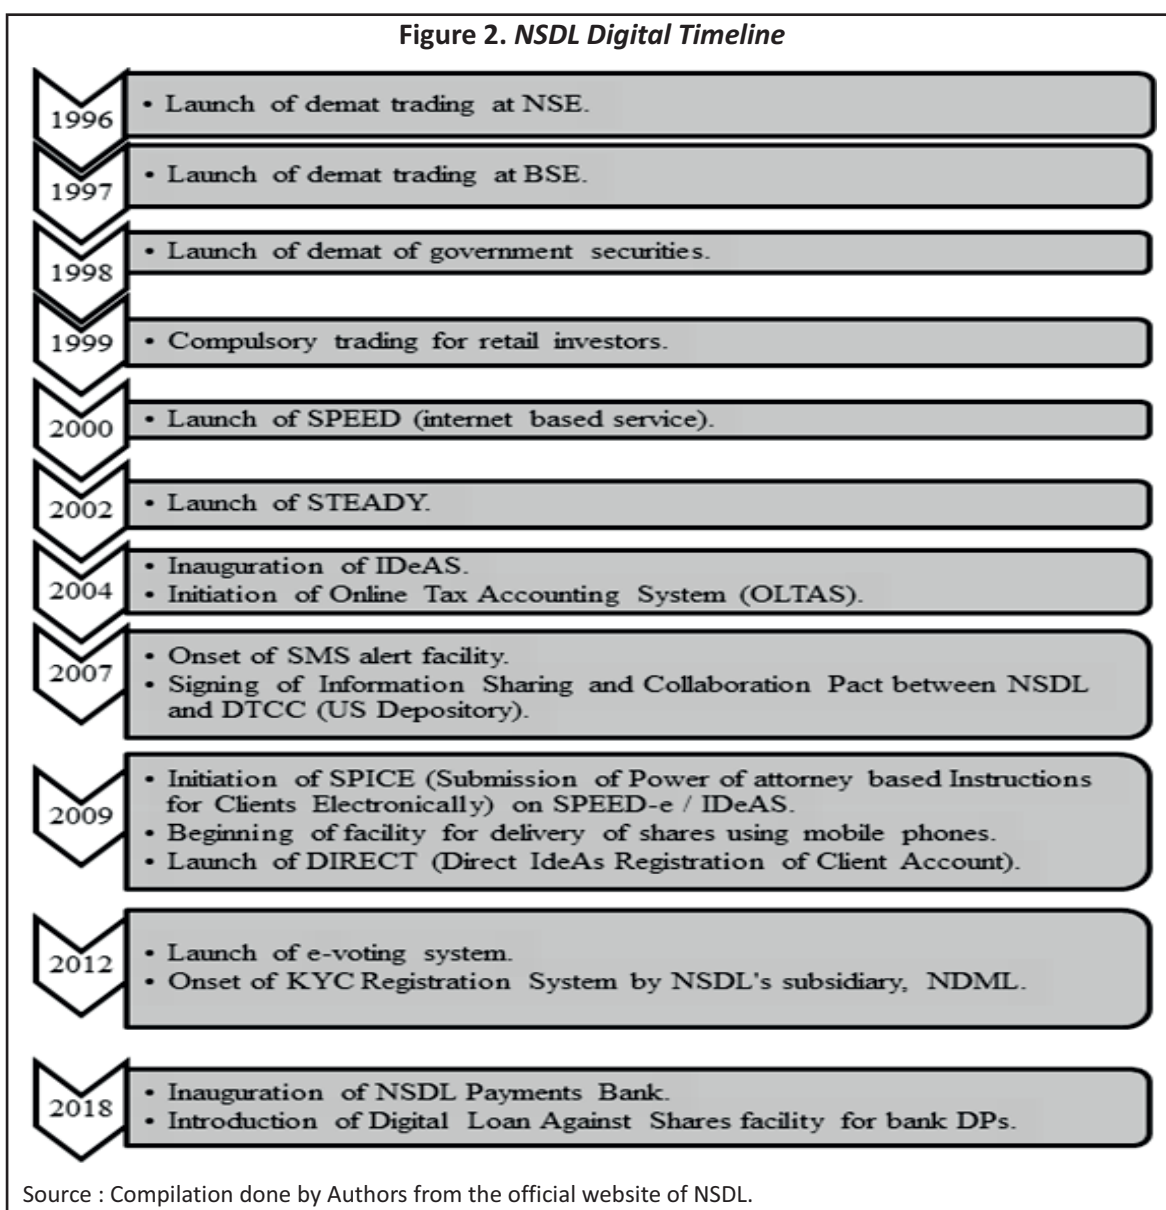 Figure 2. NSDL Digital Timeline
1996
• Launch of demat trading at NSE.
1997
• Launch of demat trading at BSE.
1998
• Launch of demat of government securities.
1999
• Compulsory trading for retail investors.
2000
• Launch of SPEED (internet based service).
2002
• Launch of STEADY.
2004
• Inauguration of IDeAS.
• Initiation of Online Tax Accounting System (OLTAS).
2007
• Onset of SMS alert facility.
• Signing of Information Sharing and Collaboration Pact between NSDL
and DTCC (US Depository).
2009
• Initiation of SPICE (Submission of Power of attorney based Instructions
for Clients Electronically) on SPEED-e / IDeAS.
• Beginning of facility for delivery of shares using mobile phones.
• Launch of DIRECT (Direct IdeAs Registration of Client Account).
2012
• Launch of e-voting system.
• Onset of KYC Registration System by NSDL's subsidiary, NDML.
2018
• Inauguration of NSDL Payments Bank.
• Introduction of Digital Loan Against Shares facility for bank DPs.
Source : Compilation done by Authors from the official website of NSDL.